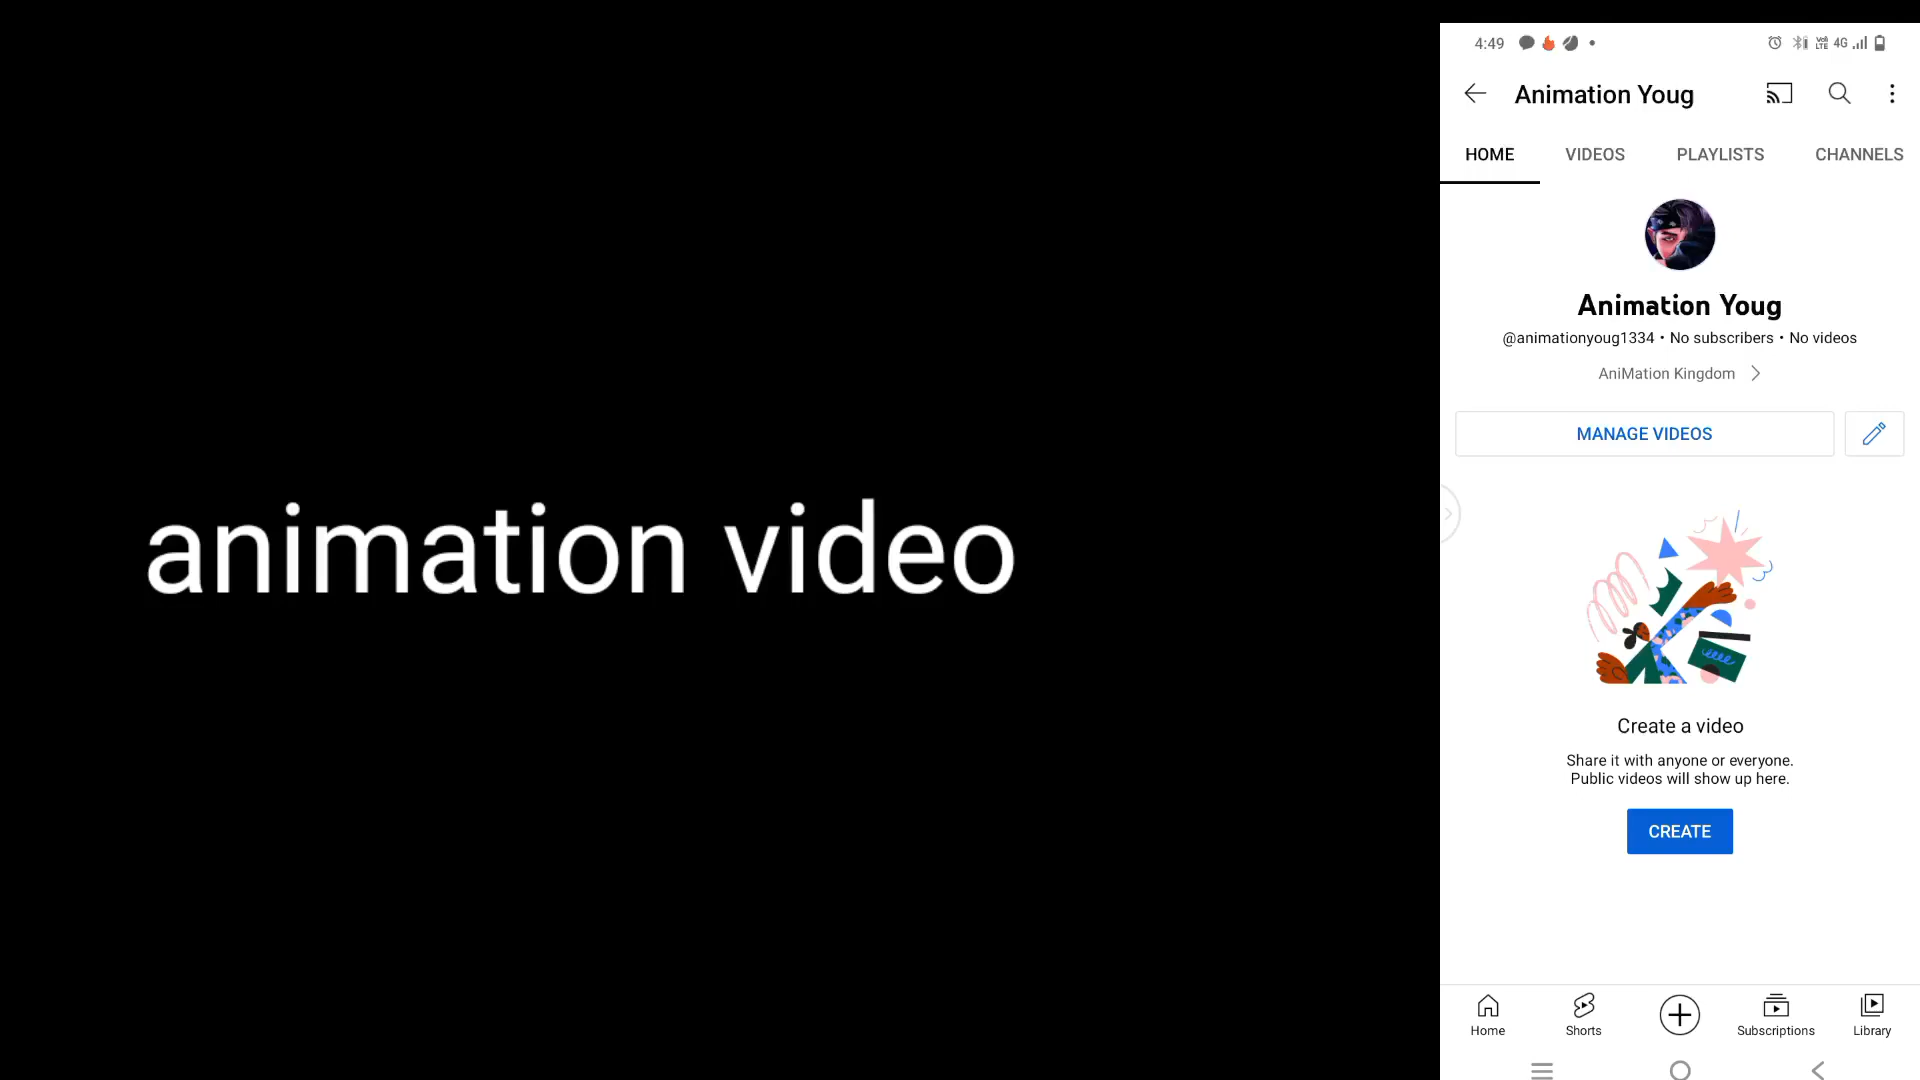 animation video
4:49
4G
Animation Youg
HOME VIDEOS PLAYLISTS CHANNELS
Animation Youg
@animationyoug1334 • No subscribers • No videos
AniMation Kingdom
MANAGE VIDEOS
Create a video
Share it with anyone or everyone.
Public videos will show up here.
CREATE
Home Shorts Subscriptions Library